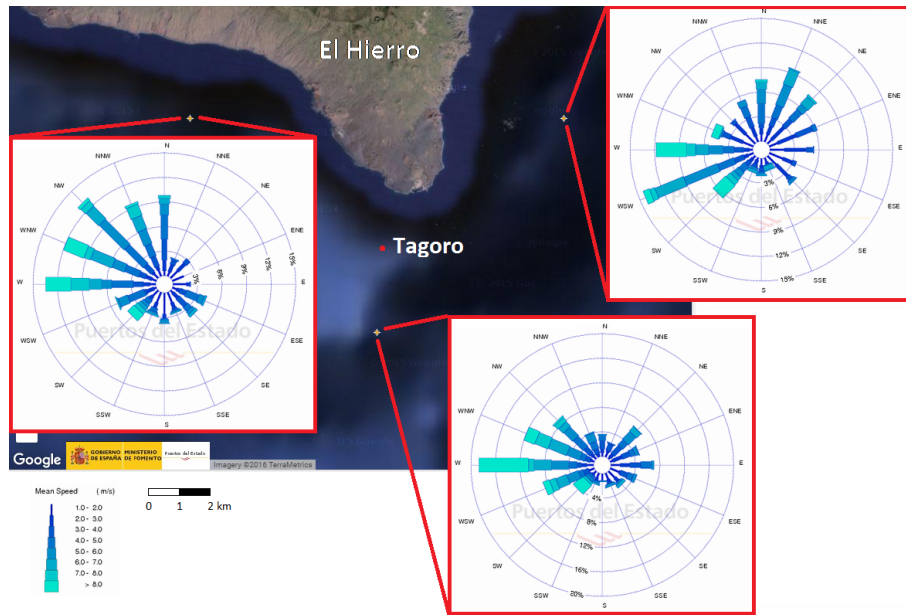 El Hierro
Tagoro
N
NNE
NE
ENE
E
ESE
SE
SSE
S
SSW
SW
WSW
W
WNW
NW
NNW
3%
6%
9%
12%
15%
Puertos del Estado
N
NNE
NE
ENE
E
ESE
SE
SSE
S
SSW
SW
WSW
W
WNW
NW
NNW
3%
6%
9%
12%
15%
Puertos del Estado
N
NNE
NE
ENE
E
ESE
SE
SSE
S
SSW
SW
WSW
W
WNW
NW
NNW
4%
8%
12%
16%
20%
Puertos del Estado
Google
GOBIERNO DE ESPAÑA
MINISTERIO DE FOMENTO
Puertos del Estado
Imagery ©2016 TerraMetrics
Mean Speed ( m/s)
1.0 - 2.0
2.0 - 3.0
3.0 - 4.0
4.0 - 5.0
5.0 - 6.0
6.0 - 7.0
7.0 - 8.0
> 8.0
0 1 2 km